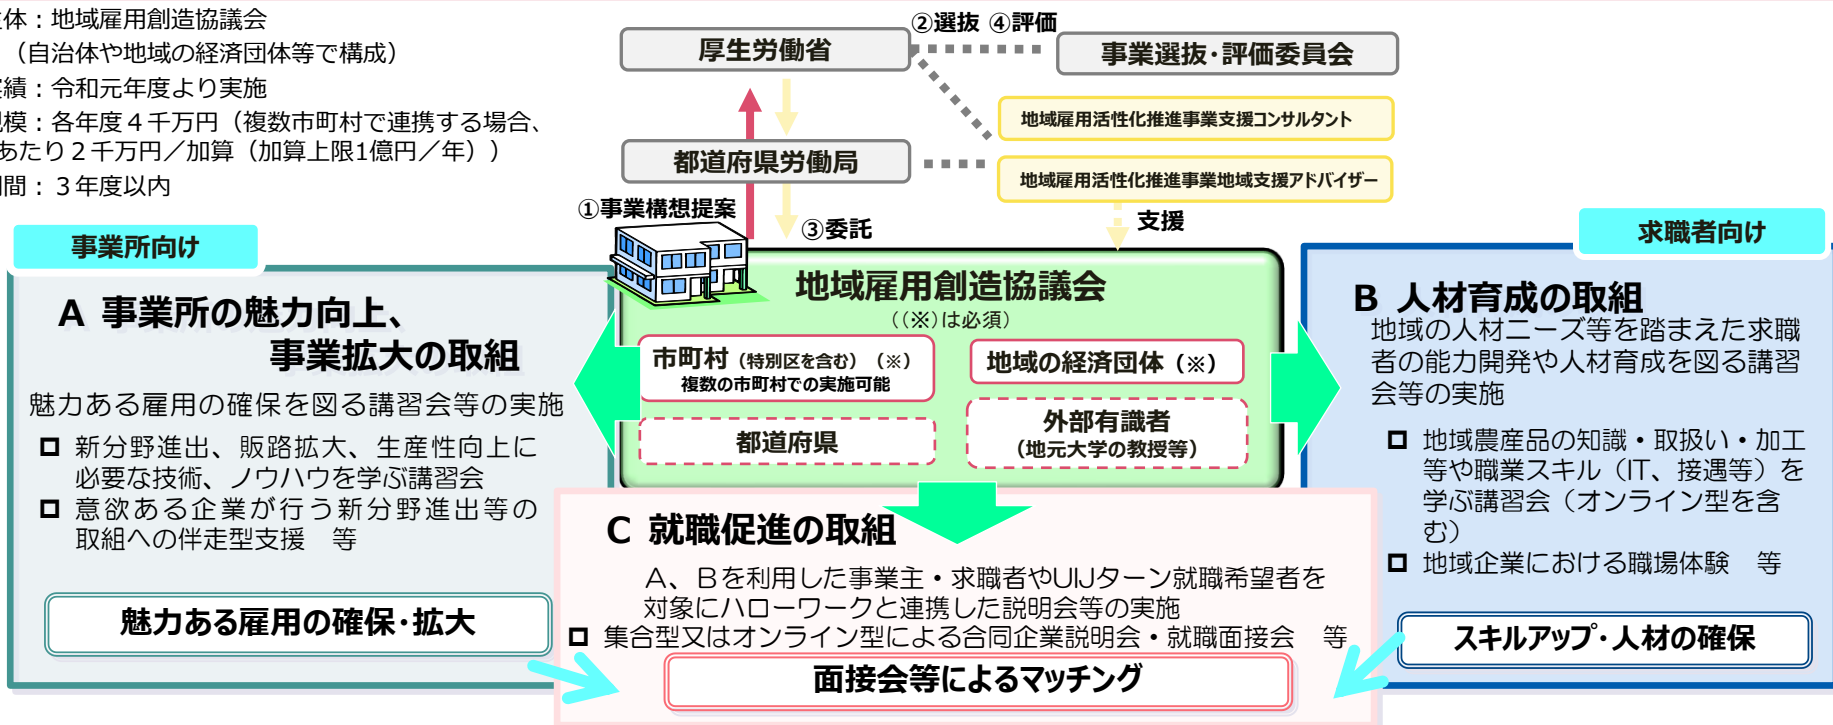 体：地域雇用創造協議会
（自治体や地域の経済団体等で構成）
績：令和元年度より実施
模：各年度４千万円（複数市町村で連携する場合、
あたり２千万円／加算（加算上限1億円／年））
間：３年度以内
②選抜 ④評価
厚生労働省
事業選抜・評価委員会
地域雇用活性化推進事業支援コンサルタント
都道府県労働局
地域雇用活性化推進事業地域支援アドバイザー
①事業構想提案
③委託
支援
事業所向け
求職者向け
A 事業所の魅力向上、
事業拡大の取組
魅力ある雇用の確保を図る講習会等の実施
新分野進出、販路拡大、生産性向上に
必要な技術、ノウハウを学ぶ講習会
意欲ある企業が行う新分野進出等の
取組への伴走型支援　等
魅力ある雇用の確保・拡大
地域雇用創造協議会
（（※）は必須）
市町村（特別区を含む）（※）
複数の市町村での実施可能
地域の経済団体（※）
都道府県
外部有識者
（地元大学の教授等）
B 人材育成の取組
地域の人材ニーズ等を踏まえた求職
者の能力開発や人材育成を図る講習
会等の実施
地域農産品の知識・取扱い・加工
等や職業スキル（IT、接遇等）を
学ぶ講習会（オンライン型を含
む）
地域企業における職場体験　等
スキルアップ・人材の確保
C 就職促進の取組
Ａ、Ｂを利用した事業主・求職者やUIJターン就職希望者を
対象にハローワークと連携した説明会等の実施
集合型又はオンライン型による合同企業説明会・就職面接会　等
面接会等によるマッチング